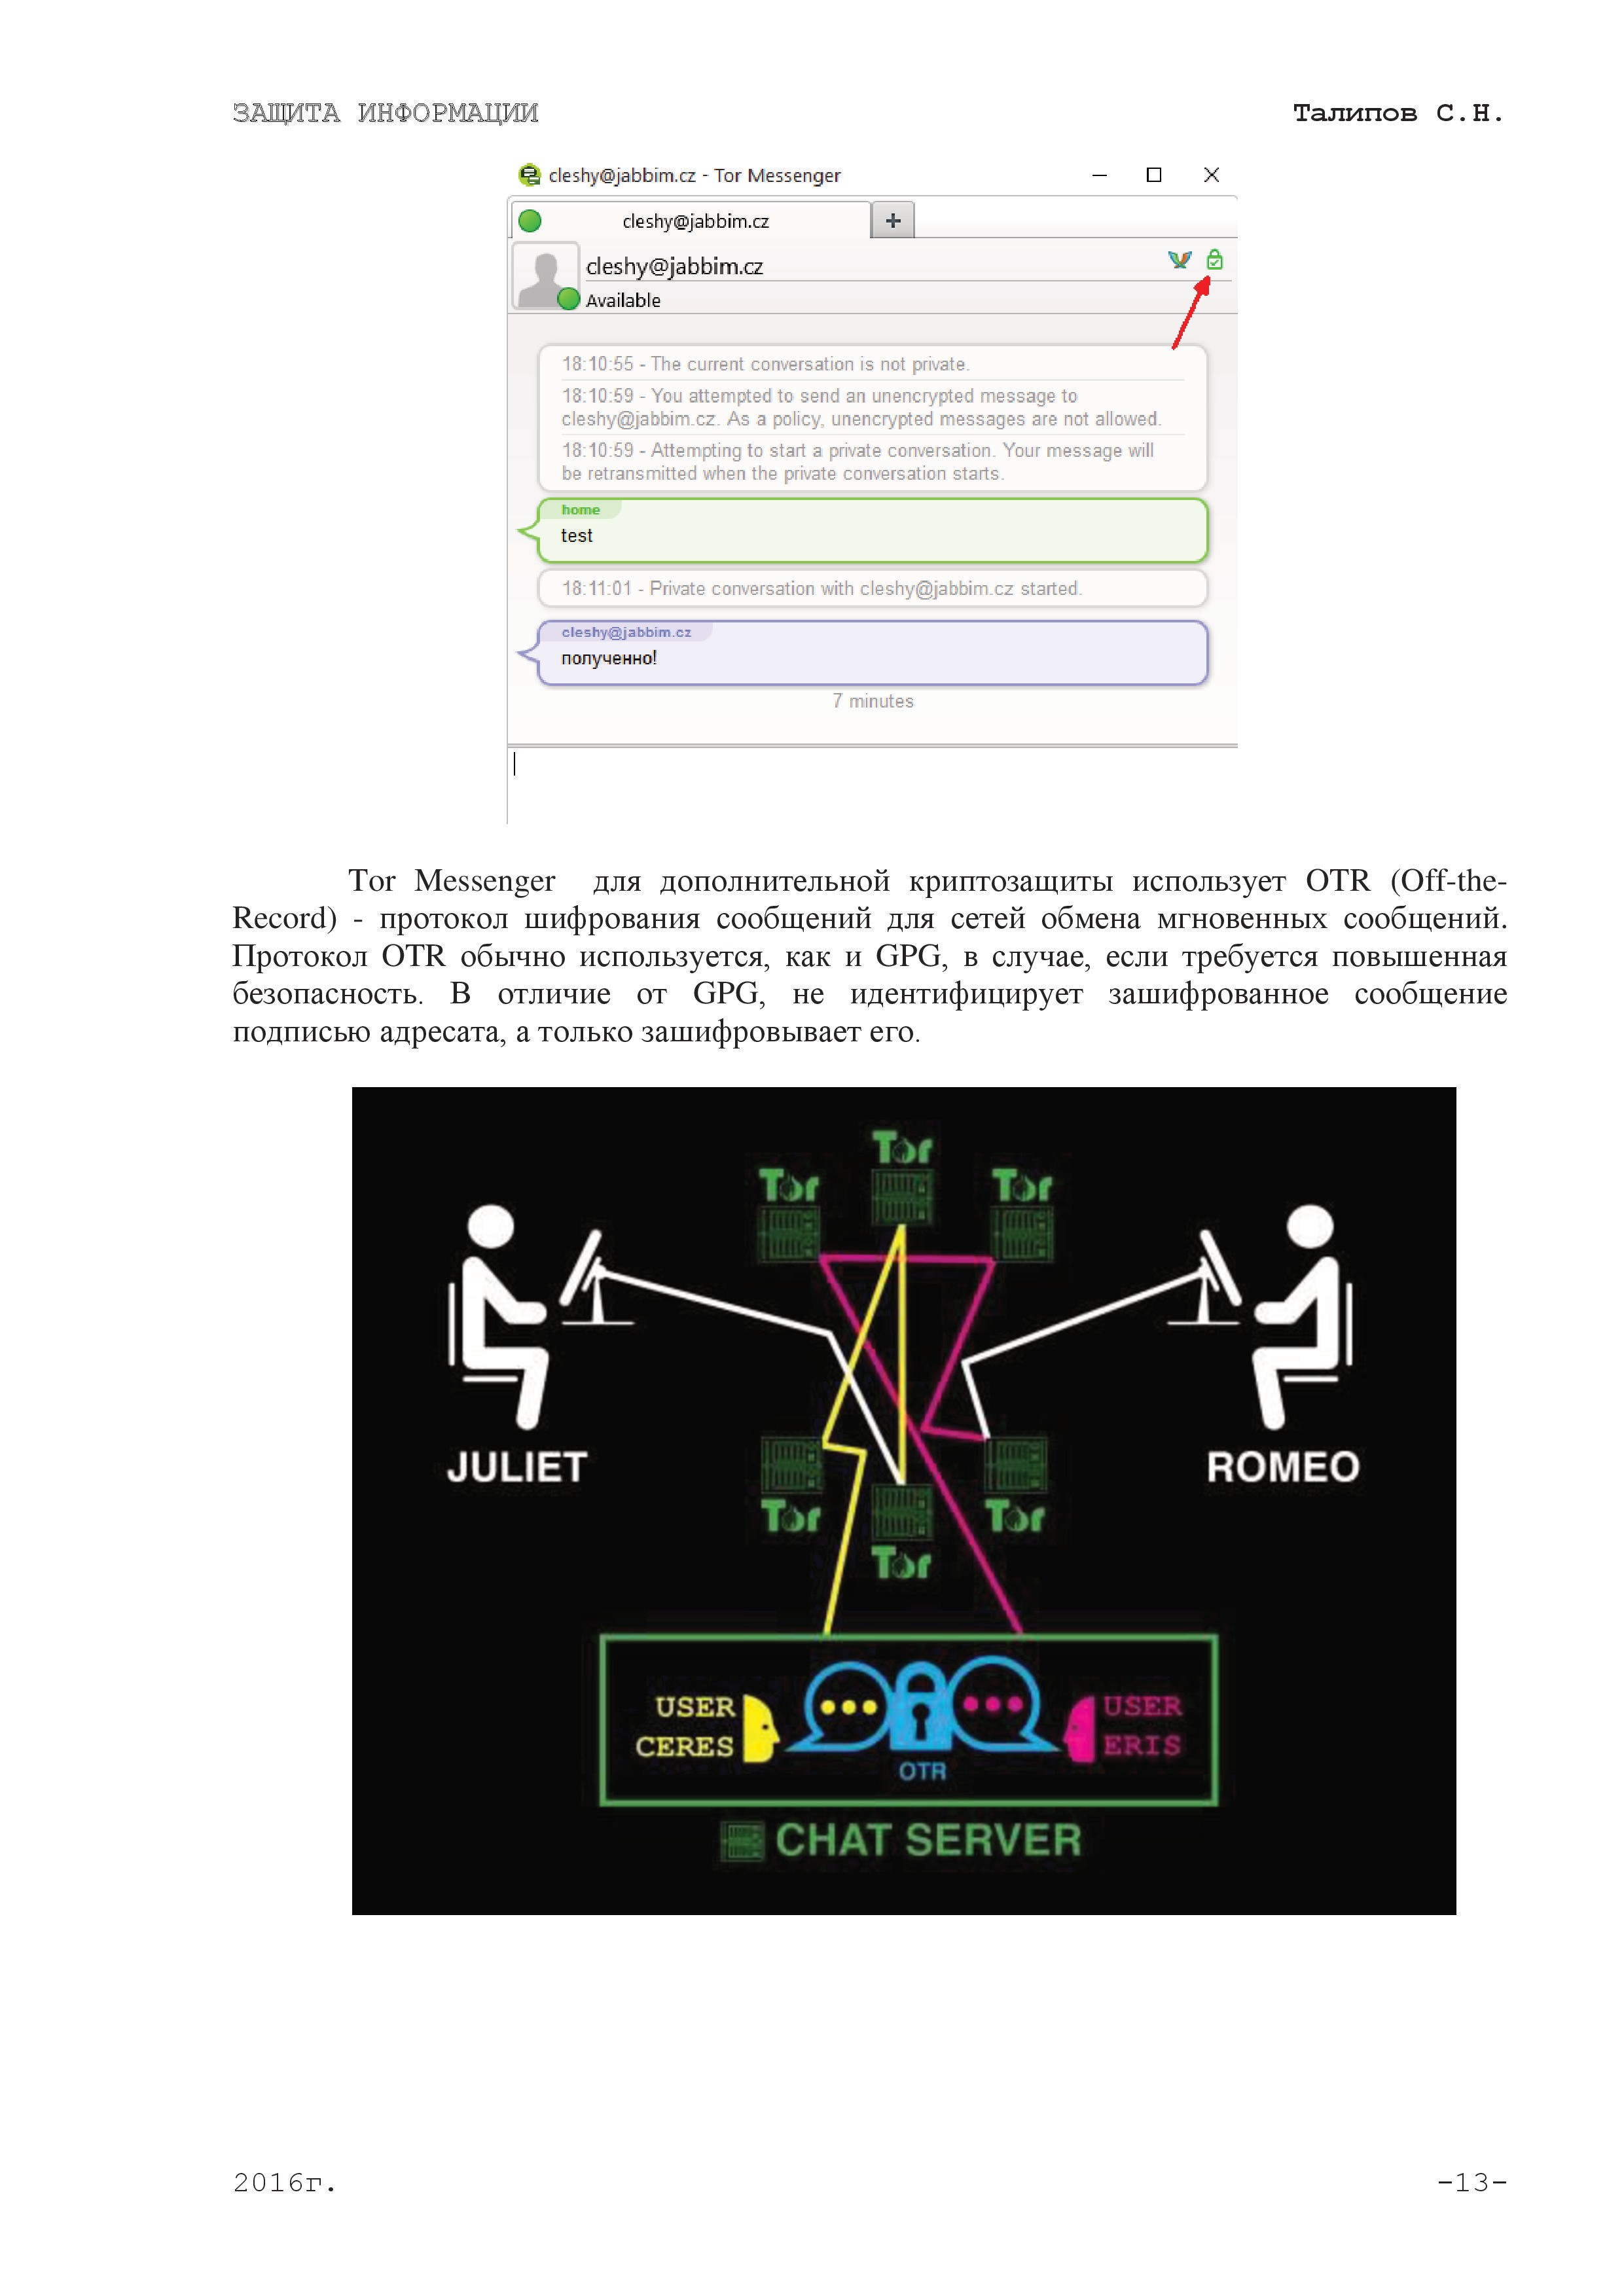 ЗАЩИТА ИНФОРМАЦИИ Талипов С.Н.
cleshy@jabbim.cz - Tor Messenger
cleshy@jabbim.cz
cleshy@jabbim.cz
Available
18:10:55 - The current conversation is not private.
18:10:59 - You attempted to send an unencrypted message to
cleshy@jabbim.cz. As a policy, unencrypted messages are not allowed.
18:10:59 - Attempting to start a private conversation. Your message will
be retransmitted when the private conversation starts.
home
test
18:11:01 - Private conversation with cleshy@jabbim.cz started.
cleshy@jabbim.cz
полученно!
7 minutes
Tor Messenger для дополнительной криптозащиты использует OTR (Off-the-
Record) - протокол шифрования сообщений для сетей обмена мгновенных сообщений.
Протокол OTR обычно используется, как и GPG, в случае, если требуется повышенная
безопасность. В отличие от GPG, не идентифицирует зашифрованное сообщение
подписью адресата, а только зашифровывает его.
Tor
Tor
Tor
JULIET
ROMEO
Tor
Tor
Tor
USER
CERES
USER
ERIS
OTR
CHAT SERVER
2016г. -13-